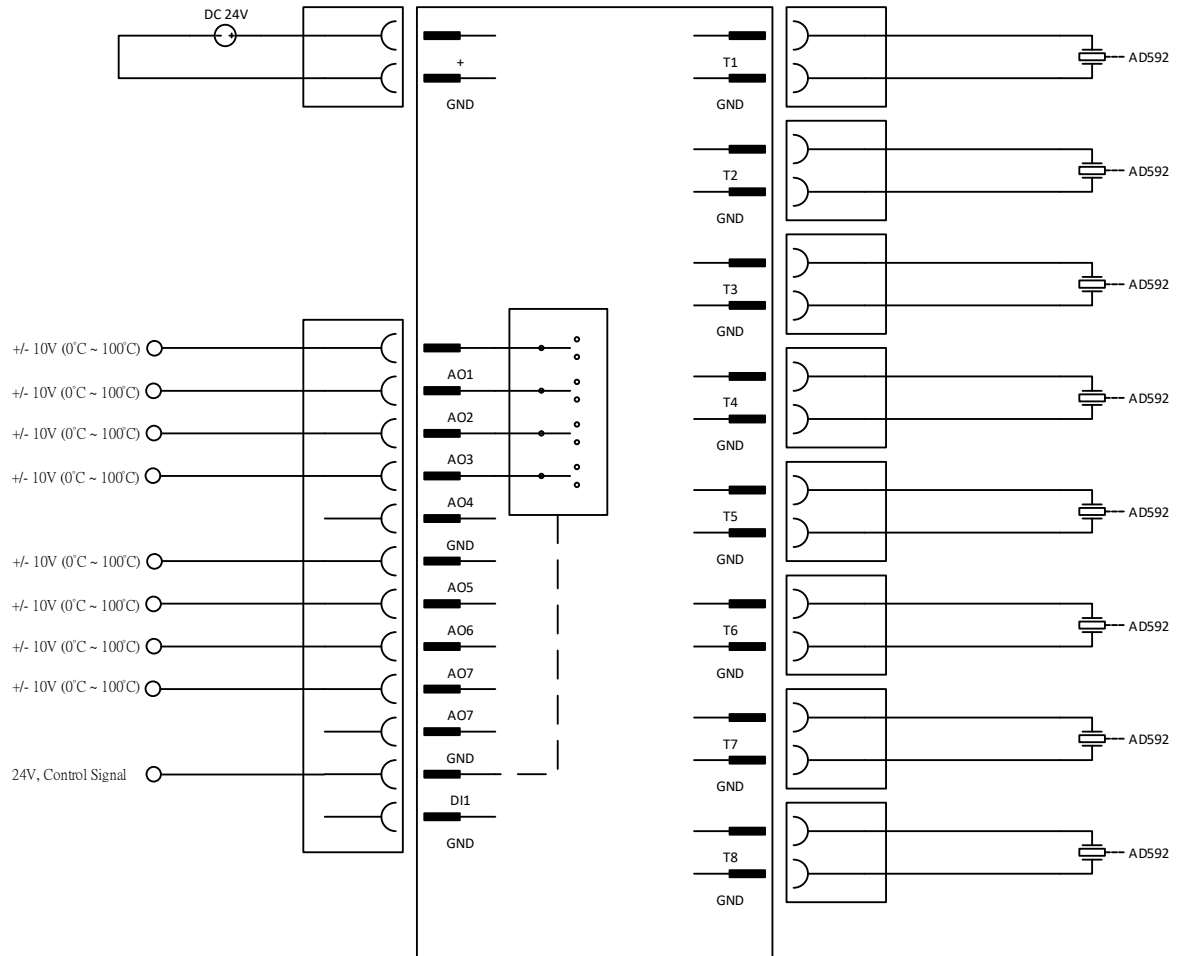 DC 24V
- +
+
GND
+/- 10V (0°C ~ 100°C)
+/- 10V (0°C ~ 100°C)
+/- 10V (0°C ~ 100°C)
+/- 10V (0°C ~ 100°C)
+/- 10V (0°C ~ 100°C)
+/- 10V (0°C ~ 100°C)
+/- 10V (0°C ~ 100°C)
+/- 10V (0°C ~ 100°C)
24V, Control Signal
AO1
AO2
AO3
AO4
GND
AO5
AO6
AO7
AO7
GND
DI1
GND
T1
GND
AD592
T2
GND
AD592
T3
GND
AD592
T4
GND
AD592
T5
GND
AD592
T6
GND
AD592
T7
GND
AD592
T8
GND
AD592